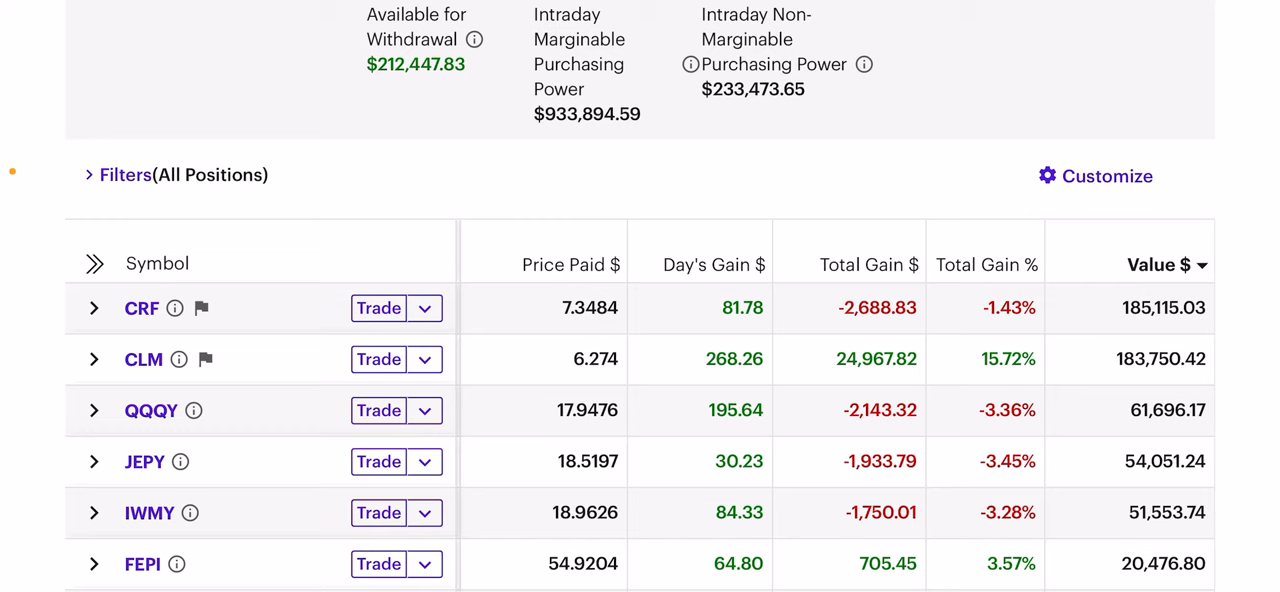 Available for
Withdrawal
$212,447.83
Intraday
Marginable
Purchasing
Power
$933,894.59
Intraday Non-
Marginable
Purchasing Power
$233,473.65
Filters(All Positions)
Customize
Symbol Price Paid $ Day's Gain $ Total Gain $ Total Gain % Value $
CRF Trade 7.3484 81.78 -2,688.83 -1.43% 185,115.03
CLM Trade 6.274 268.26 24,967.82 15.72% 183,750.42
QQQY Trade 17.9476 195.64 -2,143.32 -3.36% 61,696.17
JEPY Trade 18.5197 30.23 -1,933.79 -3.45% 54,051.24
IWMY Trade 18.9626 84.33 -1,750.01 -3.28% 51,553.74
FEPI Trade 54.9204 64.80 705.45 3.57% 20,476.80